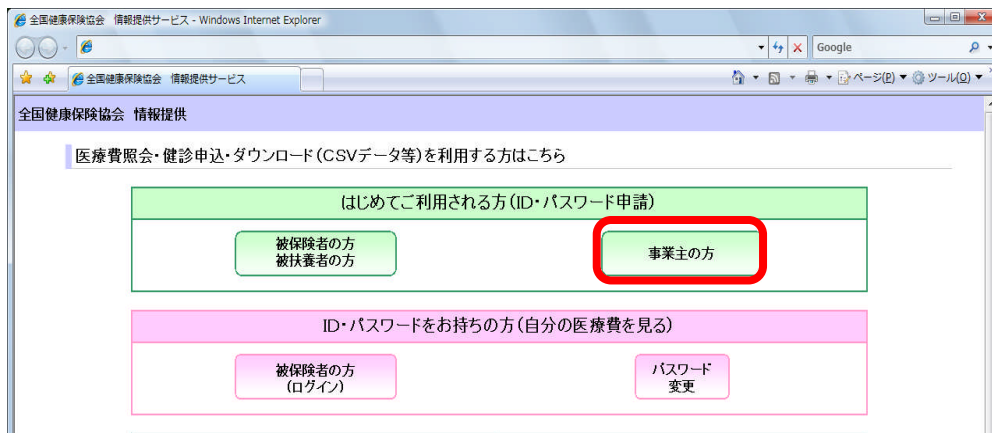 全国健康保険協会 情報提供サービス - Windows Internet Explorer
Google
全国健康保険協会 情報提供サービス
ページ(P) ツール(O)
全国健康保険協会 情報提供
医療費照会・健診申込・ダウンロード(CSVデータ等)を利用する方はこちら
はじめてご利用される方(ID・パスワード申請)
被保険者の方
被扶養者の方
事業主の方
ID・パスワードをお持ちの方(自分の医療費を見る)
被保険者の方
(ログイン)
パスワード
変更